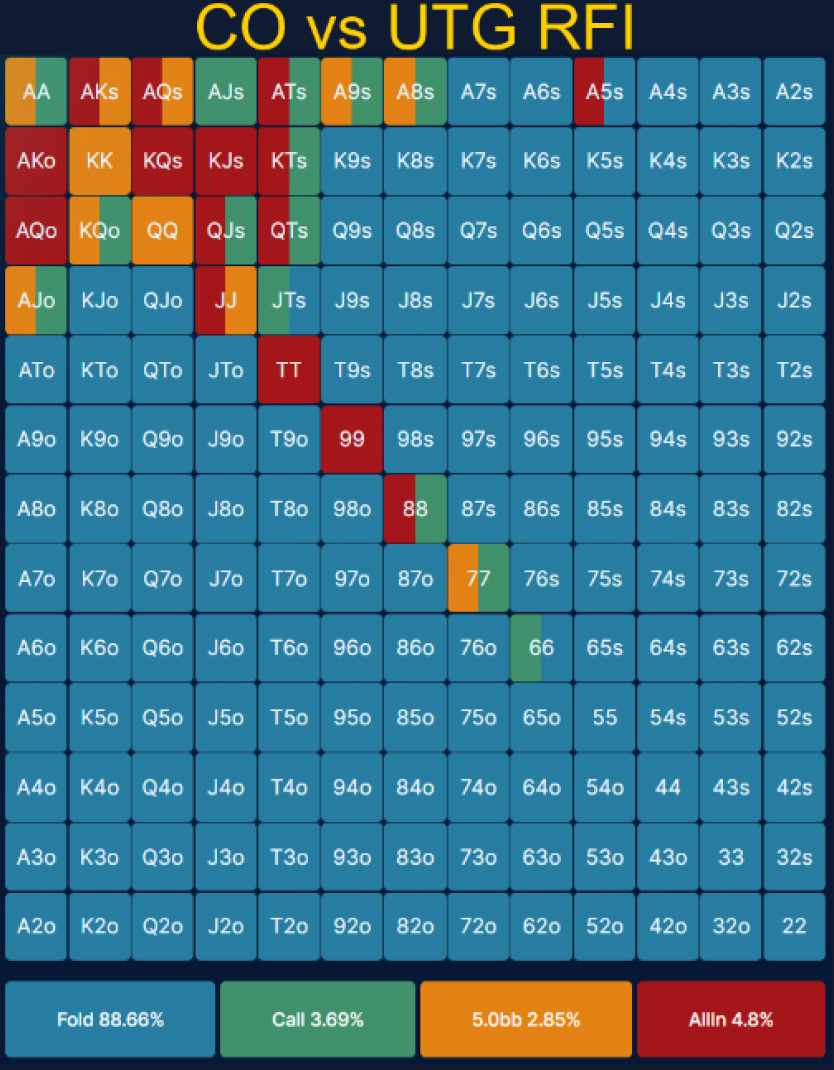 CO vs UTG RFI
AA AKs AQs AJs ATs A9s A8s A7s A6s A5s A4s A3s A2s
AKo KK KQs KJs KTs K9s K8s K7s K6s K5s K4s K3s K2s
AQo KQo QQ QJs QTs Q9s Q8s Q7s Q6s Q5s Q4s Q3s Q2s
AJo KJo QJo JJ JTs J9s J8s J7s J6s J5s J4s J3s J2s
ATo KTo QTo JTo TT T9s T8s T7s T6s T5s T4s T3s T2s
A9o K9o Q9o J9o T9o 99 98s 97s 96s 95s 94s 93s 92s
A8o K8o Q8o J8o T8o 98o 88 87s 86s 85s 84s 83s 82s
A7o K7o Q7o J7o T7o 97o 87o 77 76s 75s 74s 73s 72s
A6o K6o Q6o J6o T6o 96o 86o 76o 66 65s 64s 63s 62s
A5o K5o Q5o J5o T5o 95o 85o 75o 65o 55 54s 53s 52s
A4o K4o Q4o J4o T4o 94o 84o 74o 64o 54o 44 43s 42s
A3o K3o Q3o J3o T3o 93o 83o 73o 63o 53o 43o 33 32s
A2o K2o Q2o J2o T2o 92o 82o 72o 62o 52o 42o 32o 22
Fold 88.66% Call 3.69% 5.0bb 2.85% AllIn 4.8%